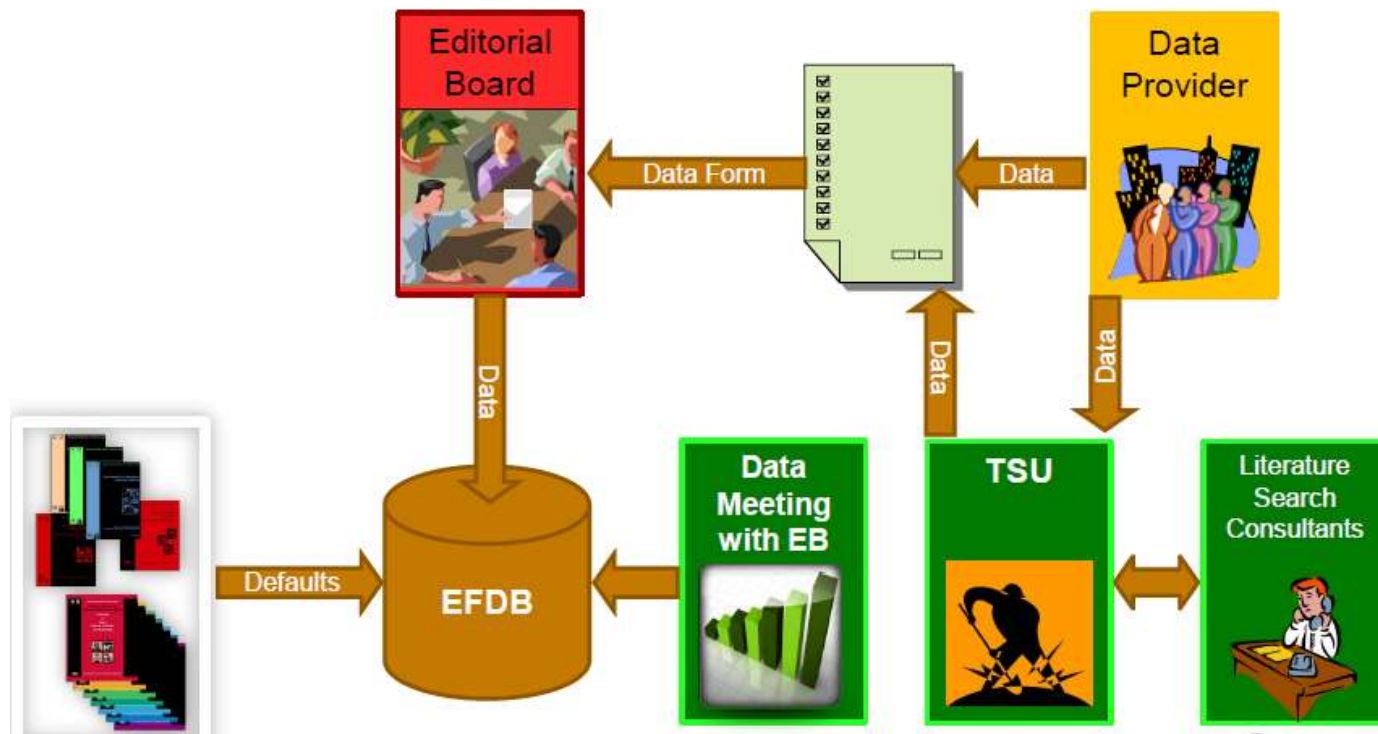 Editorial
Board
Data
Provider
Data Form
Data
Data
Data
Data
Data
Meeting
with EB
TSU
Literature
Search
Consultants
Defaults
EFDB